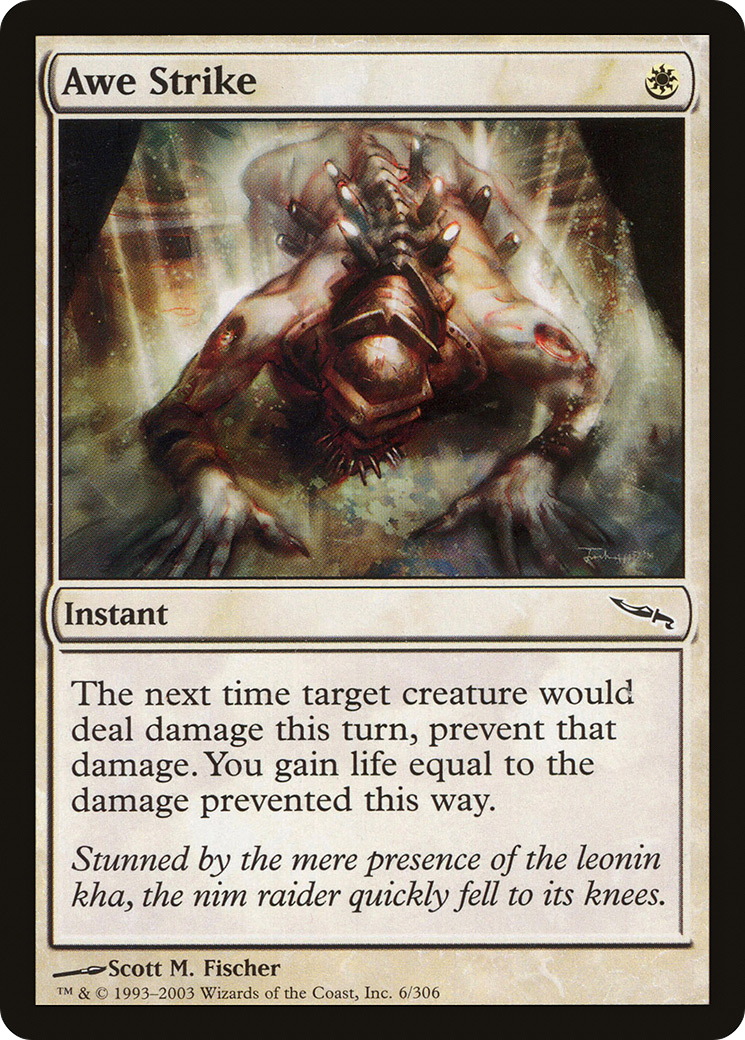 Awe Strike
Instant
The next time target creature would
deal damage this turn, prevent that
damage. You gain life equal to the
damage prevented this way.
Stunned by the mere presence of the leonin
kha, the nim raider quickly fell to its knees.
Scott M. Fischer
™ & © 1993–2003 Wizards of the Coast, Inc. 6/306